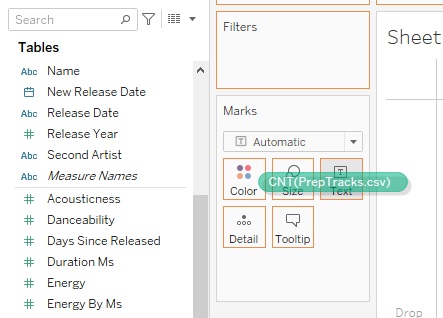 Search
Tables
Abc Name
New Release Date
Abc Release Date
# Release Year
Abc Second Artist
Abc Measure Names
# Acousticness
# Danceability
# Days Since Released
# Duration Ms
# Energy
# Energy By Ms
Filters
Marks
T Automatic
Color
Size
T Text
CNT(PrepTracks.csv)
Detail
Tooltip
Sheet
Drop